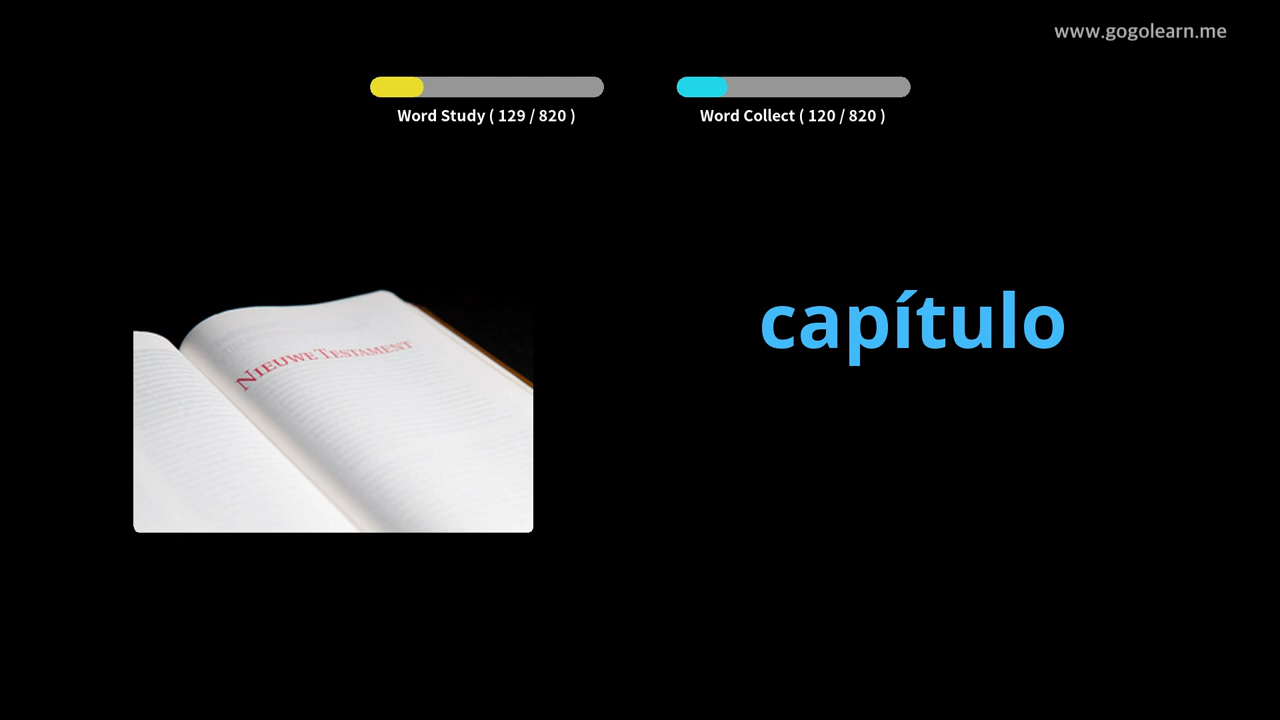 www.gogolearn.me
Word Study ( 129 / 820 )
Word Collect ( 120 / 820 )
NIEUWE TESTAMENT
capítulo